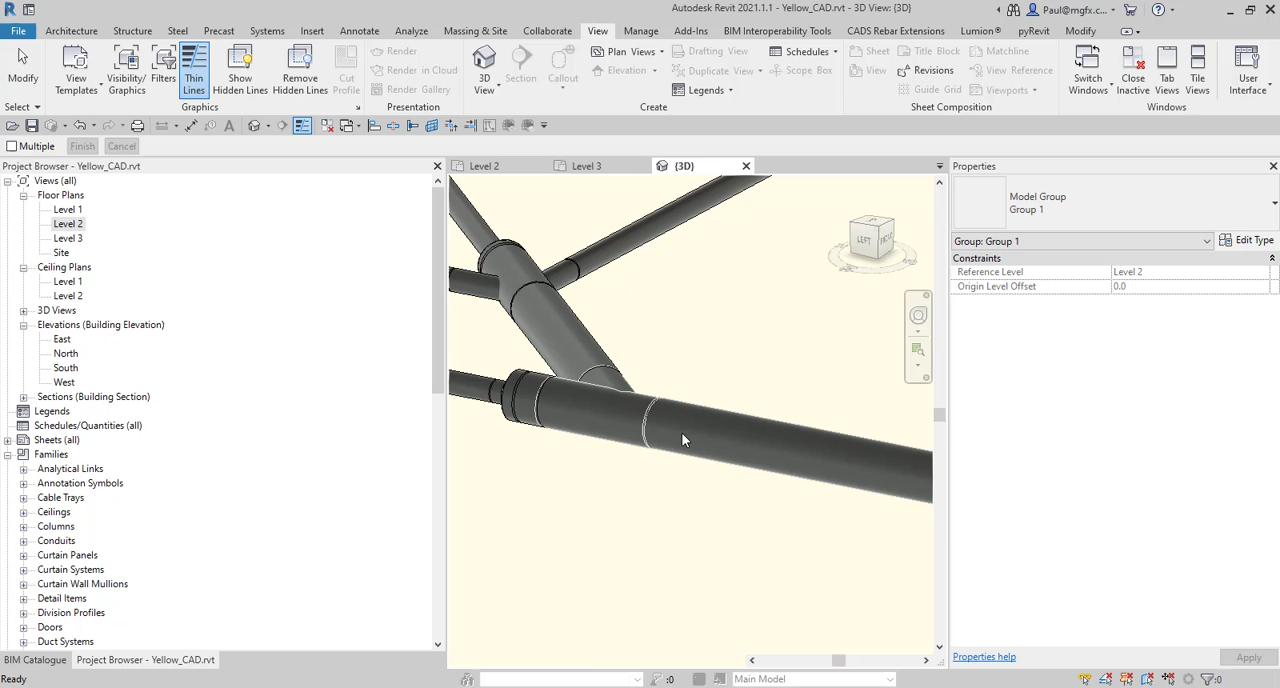 Autodesk Revit 2021.1.1 - Yellow_CAD.rvt - 3D View: {3D}
Paul@mgfx.c...
File Architecture Structure Steel Precast Systems Insert Annotate Analyze Massing & Site Collaborate View Manage Add-Ins BIM Interoperability Tools CADS Rebar Extensions Lumion® pyRevit Modify
Modify
View Templates
Visibility/ Graphics
Filters
Thin Lines
Show Hidden Lines
Remove Hidden Lines
Cut Profile
Render
Render in Cloud
Render Gallery
3D View
Section
Callout
Plan Views
Elevation
Drafting View
Duplicate View
Legends
Schedules
Scope Box
Sheet
View
Title Block
Revisions
Guide Grid
Matchline
View Reference
Viewports
Switch Windows
Close Inactive
Tab Views
Tile Views
User Interface
Select Graphics Presentation Create Sheet Composition Windows
Multiple Finish Cancel
Project Browser - Yellow_CAD.rvt
Level 2 Level 3 {3D}
Properties
Views (all)
Floor Plans
Level 1
Level 2
Level 3
Site
Ceiling Plans
Level 1
Level 2
3D Views
Elevations (Building Elevation)
East
North
South
West
Sections (Building Section)
Legends
Schedules/Quantities (all)
Sheets (all)
Families
Analytical Links
Annotation Symbols
Cable Trays
Ceilings
Columns
Conduits
Curtain Panels
Curtain Systems
Curtain Wall Mullions
Detail Items
Division Profiles
Doors
Duct Systems
LEFT
Model Group
Group 1
Group: Group 1 Edit Type
Constraints
Reference Level Level 2
Origin Level Offset 0.0
Properties help Apply
BIM Catalogue Project Browser - Yellow_CAD.rvt
Ready :0 Main Model :0